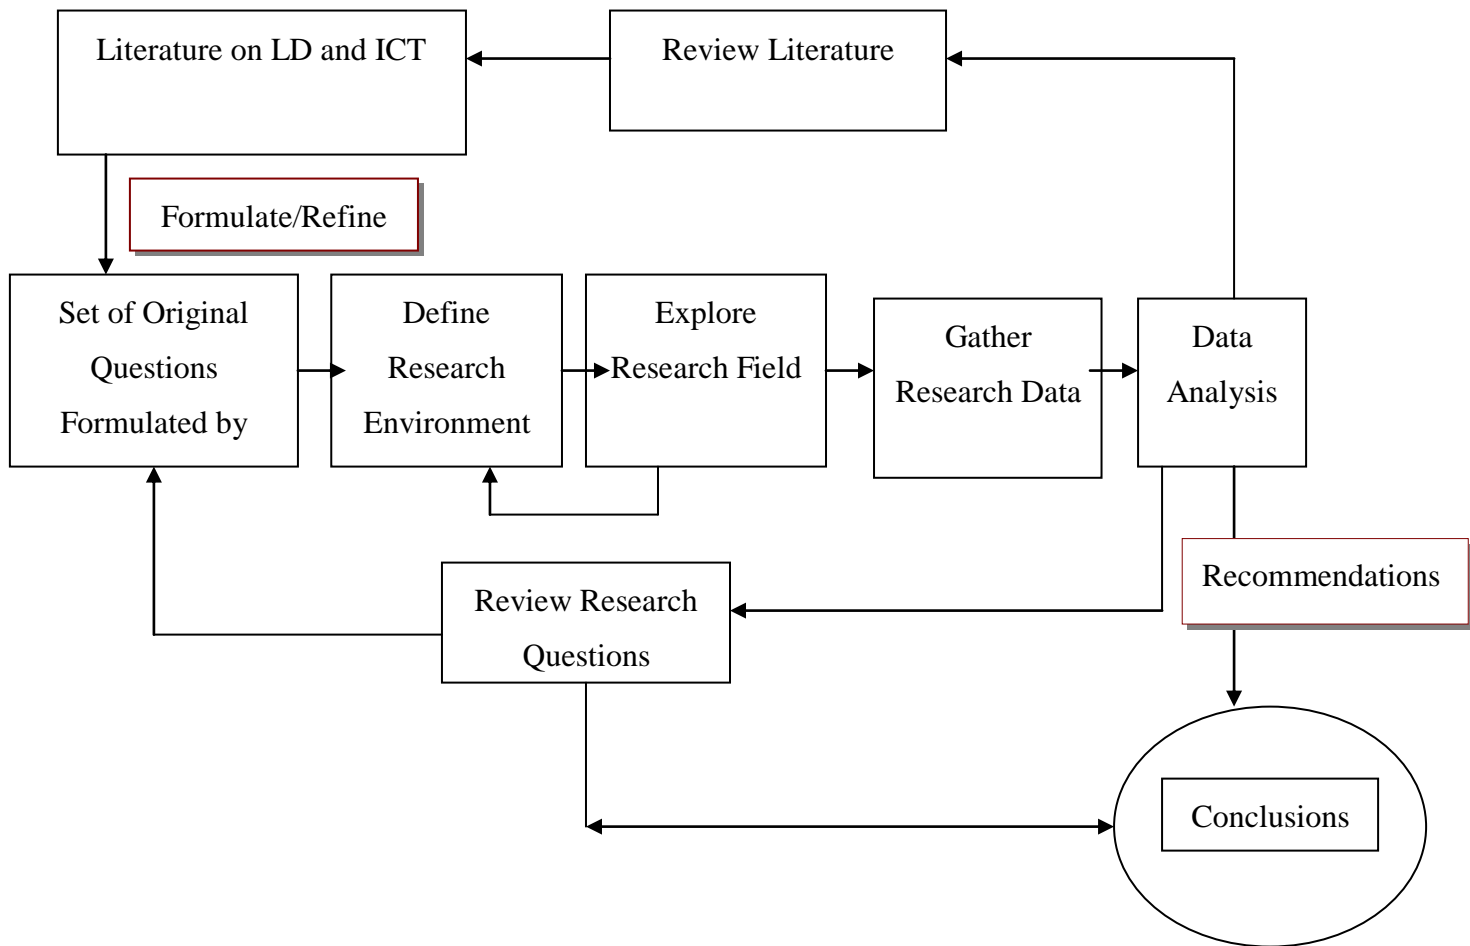 Literature on LD and ICT
Review Literature
Formulate/Refine
Set of Original
Questions
Formulated by
Define
Research
Environment
Explore
Research Field
Gather
Research Data
Data
Analysis
Recommendations
Review Research
Questions
Conclusions